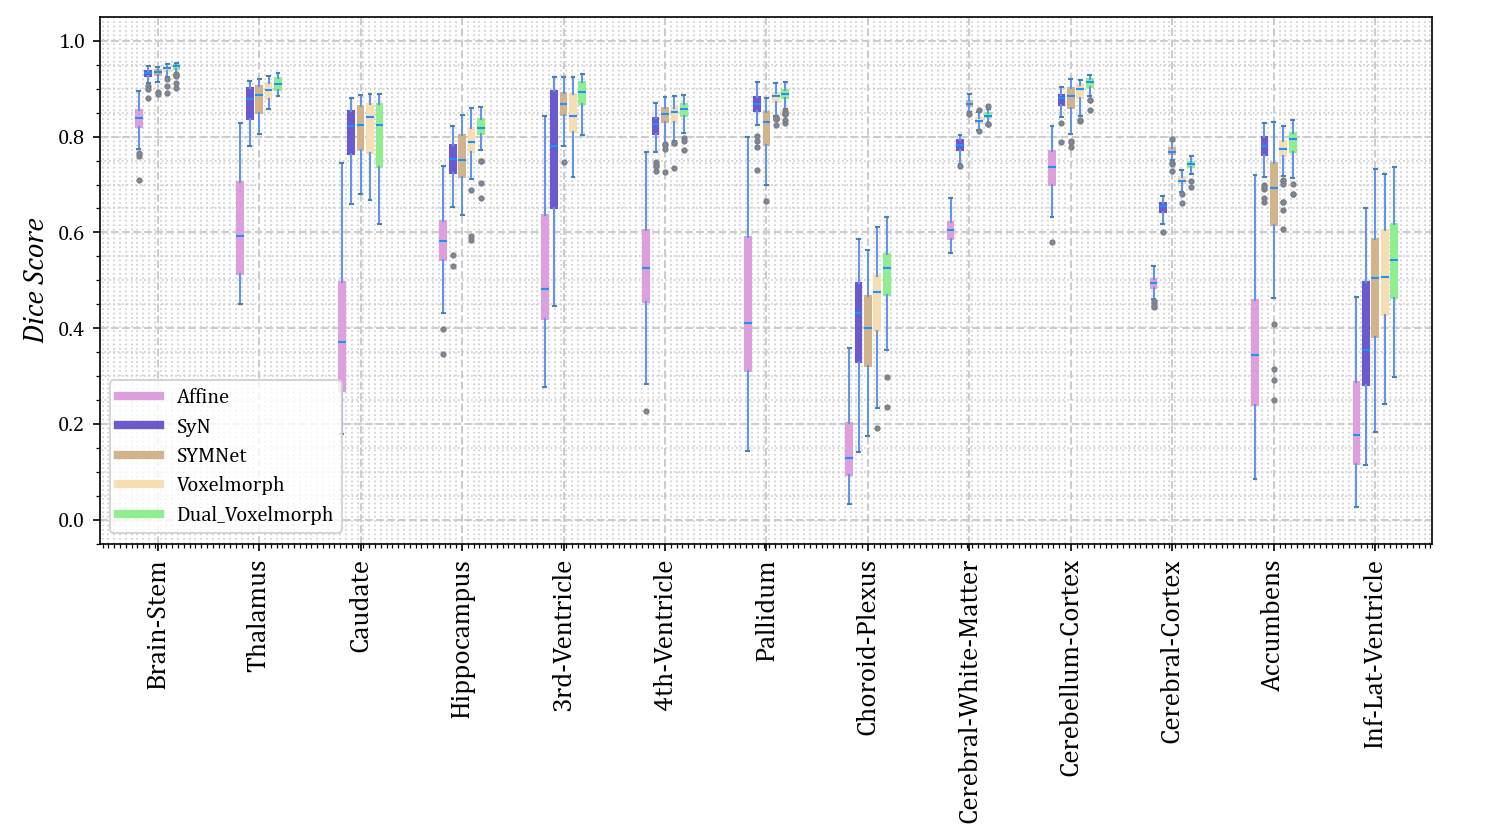 Dice Score
1.0
0.8
0.6
0.4
0.2
0.0
Affine
SyN
SYMNet
Voxelmorph
Dual_Voxelmorph
Brain-Stem
Thalamus
Caudate
Hippocampus
3rd-Ventricle
4th-Ventricle
Pallidum
Choroid-Plexus
Cerebral-White-Matter
Cerebellum-Cortex
Cerebral-Cortex
Accumbens
Inf-Lat-Ventricle